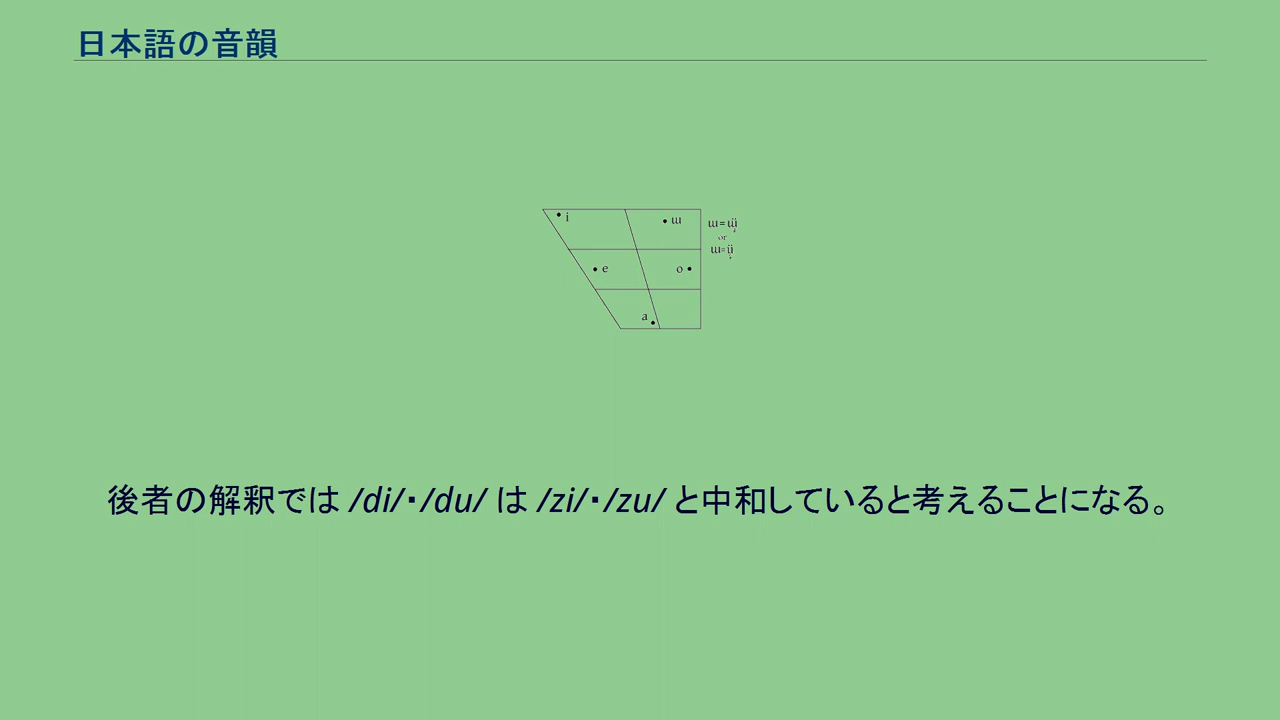 日本語の音韻
i
ɯ
e
o
a
or
後者の解釈では /di/・/du/ は /zi/・/zu/ と中和していると考えることになる。